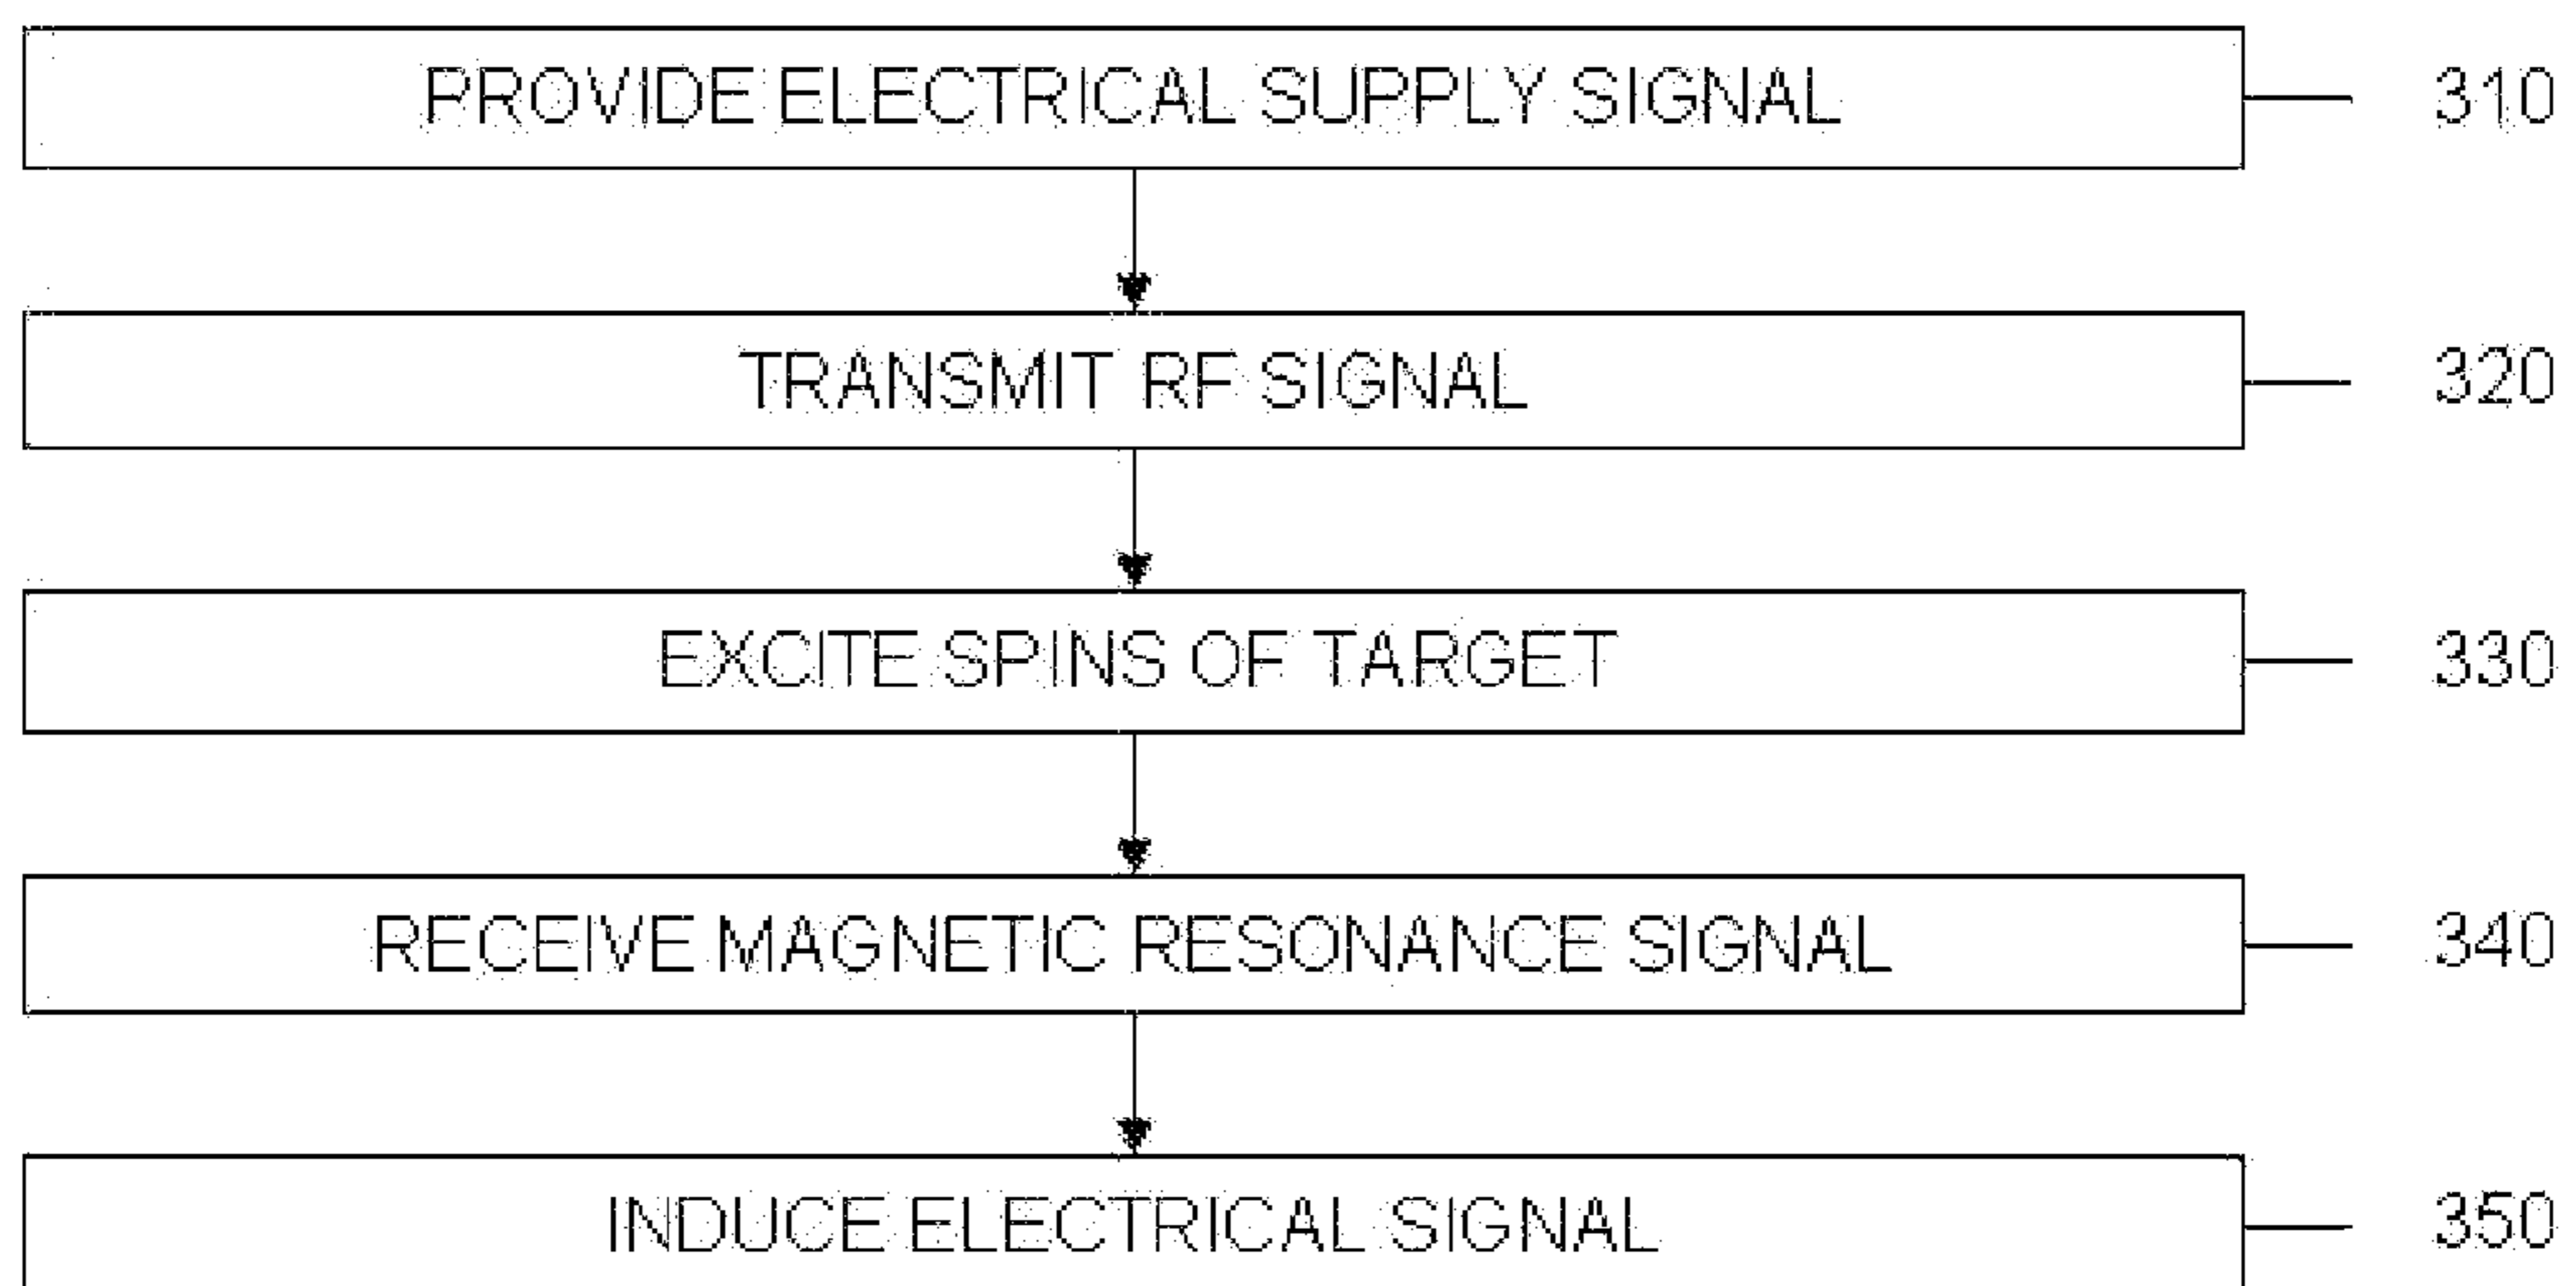 PROVIDE ELECTRICAL SUPPLY SIGNAL 310
TRANSMIT RF SIGNAL 320
EXCITE SPINS OF TARGET 330
RECEIVE MAGNETIC RESONANCE SIGNAL 340
INDUCE ELECTRICAL SIGNAL 350